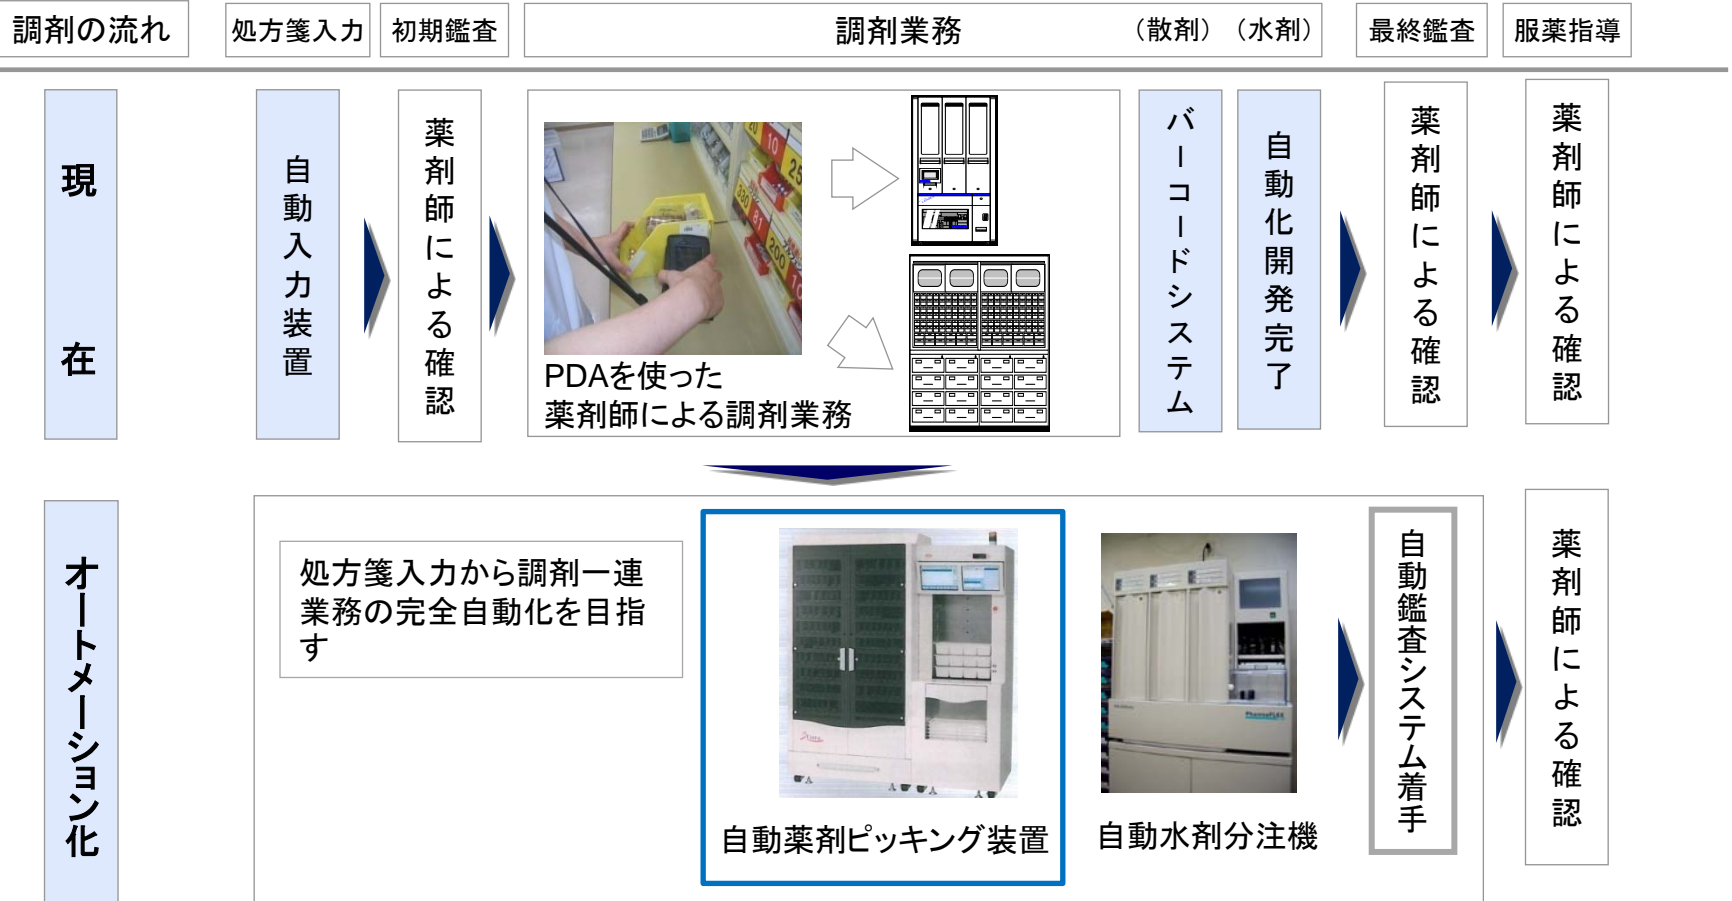 調剤の流れ
処方箋入力
初期鑑査
調剤業務
（散剤）
（水剤）
最終鑑査
服薬指導
現在
自動入力装置
薬剤師による確認
PDAを使った
薬剤師による調剤業務
バーコードシステム
自動化開発完了
薬剤師による確認
薬剤師による確認
オートメーション化
処方箋入力から調剤一連
業務の完全自動化を目指
す
自動薬剤ピッキング装置
自動水剤分注機
自動鑑査システム着手
薬剤師による確認